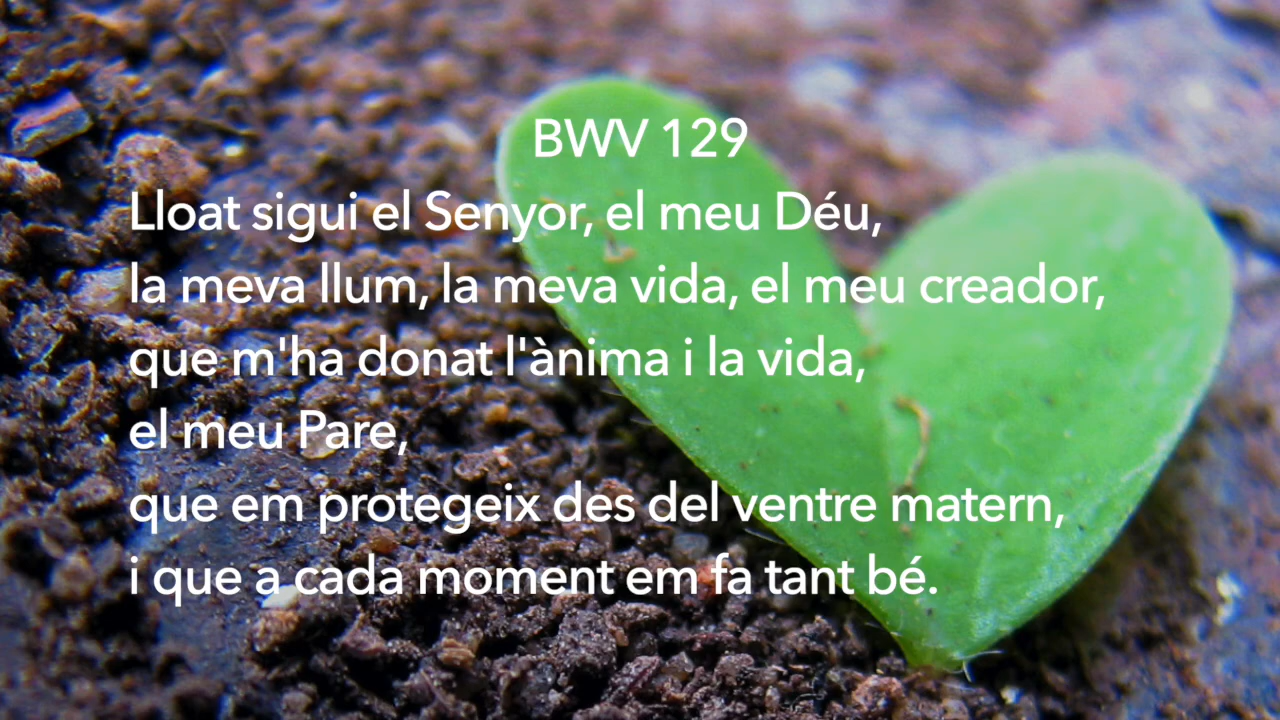 BWV 129
Lloat sigui el Senyor, el meu Déu,
la meva llum, la meva vida, el meu creador,
que m'ha donat l'ànima i la vida,
el meu Pare,
que em protegeix des del ventre matern,
i que a cada moment em fa tant bé.